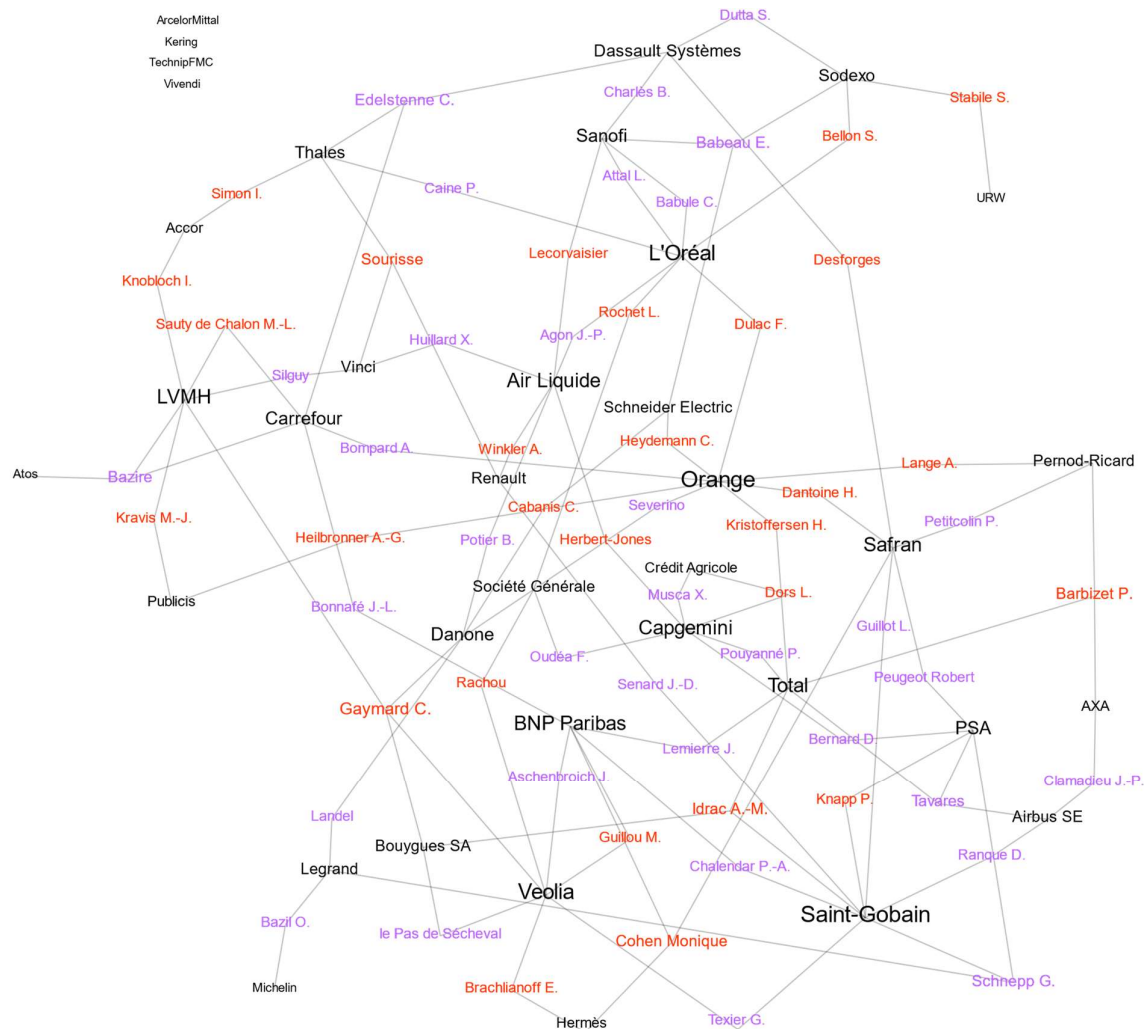 ArcelorMittal
Kering
TechnipFMC
Vivendi
Dutta S.
Dassault Systèmes
Sodexo
Charlés B.
Edelstenne C.
Stabile S.
Sanofi
Babeau E.
Bellon S.
Thales
Attal L.
Caine P.
Simon I.
Babule C.
URW
Accor
L'Oréal
Lecorvaisier
Sourisse
Desforges
Knobloch I.
Rochet L.
Sauty de Chalon M.-L.
Dulac F.
Agon J.-P.
Huillard X.
Vinci
Silguy
Air Liquide
LVMH
Schneider Electric
Carrefour
Heydemann C.
Bompard A.
Winkler A.
Lange A.
Pernod-Ricard
Atos
Bazire
Renault
Orange
Dantoine H.
Cabanis C.
Severino
Kravis M.-J.
Kristoffersen H.
Petitcolin P.
Heilbronner A.-G.
Potier B.
Herbert-Jones
Safran
Crédit Agricole
Société Générale
Musca X.
Dors L.
Barbizet P.
Publicis
Bonnafé J.-L.
Guillot L.
Danone
Capgemini
Oudéa F.
Pouyanné P.
Peugeot Robert
Rachou
Senard J.-D.
Total
Gaymard C.
AXA
BNP Paribas
PSA
Lemierre J.
Bernard D.
Aschenbroich J.
Clamadieu J.-P.
Knapp P.
Tavares
Landel
Idrac A.-M.
Airbus SE
Guillou M.
Bouygues SA
Ranque D.
Legrand
Chalendar P.-A.
Veolia
Saint-Gobain
Bazil O.
le Pas de Sécheval
Cohen Monique
Schnepp G.
Michelin
Brachlianoff E.
Hermès
Texier G.